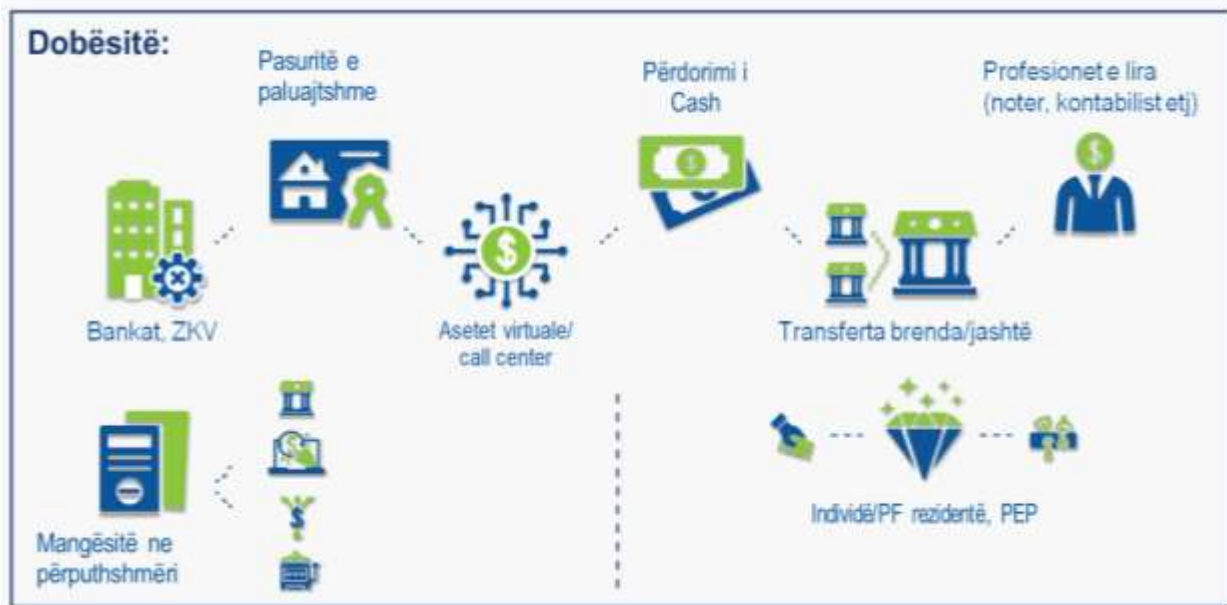 Dobësitë:
Pasuritë e
paluajtshme
Përdorimi i
Cash
Profesionet e lira
(noter, kontabilist etj)
Bankat, ZKV
Asetet virtuale/
call center
Transferta brenda/jashtë
Mangësitë ne
përputhshmëri
Individë/PF rezidentë, PEP